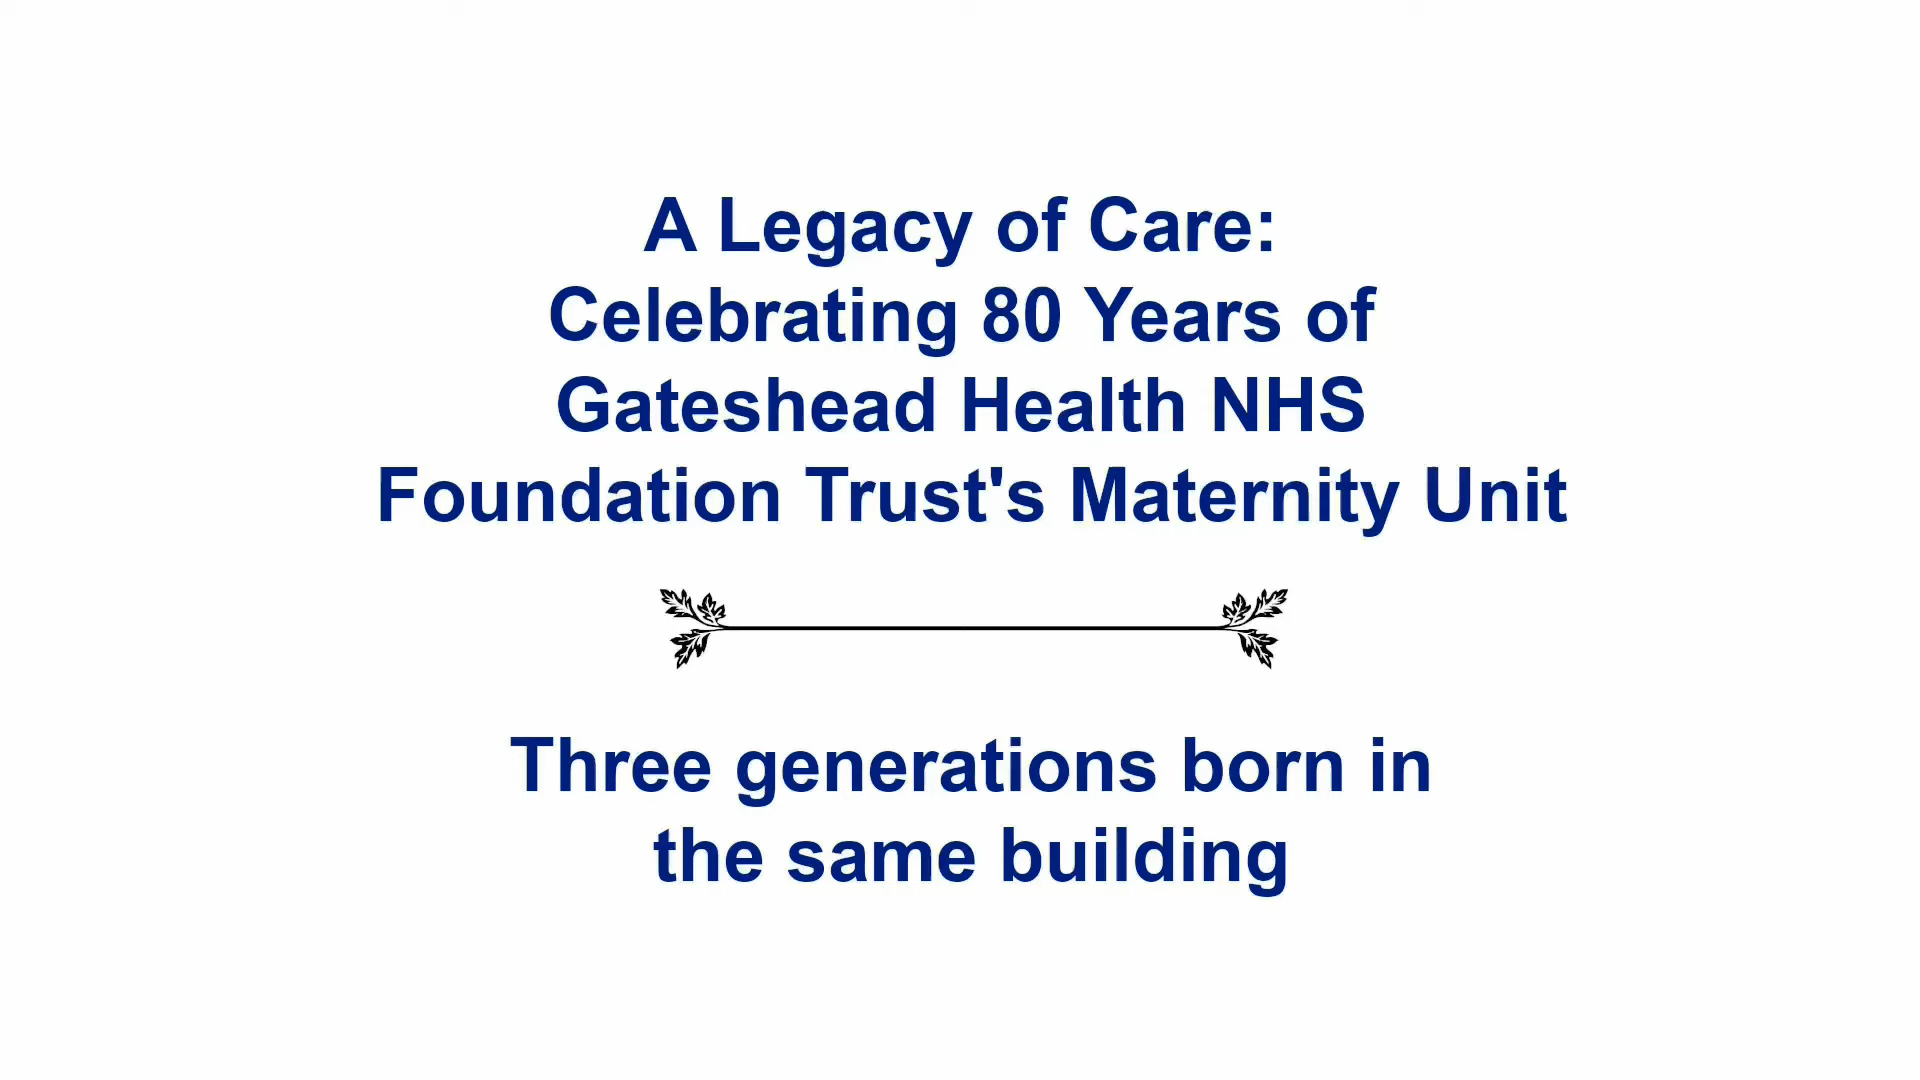 A Legacy of Care:
Celebrating 80 Years of
Gateshead Health NHS
Foundation Trust's Maternity Unit
Three generations born in
the same building